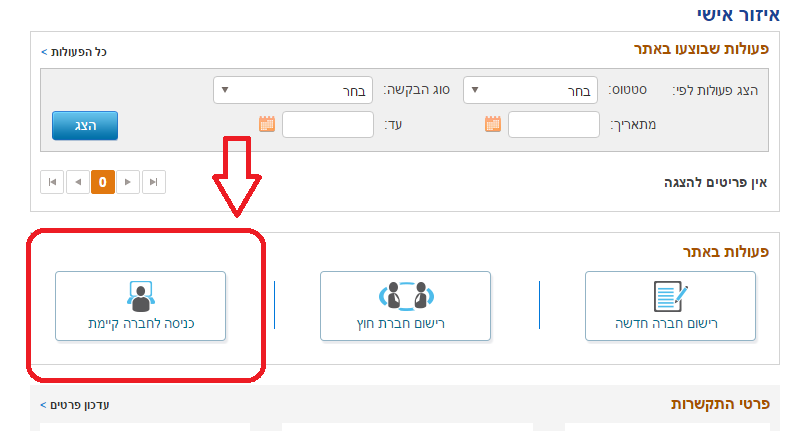 איזור אישי
פעולות שבוצעו באתר
כל הפעולות >
הצג פעולות לפי: סטטוס: בחר סוג הבקשה: בחר
מתאריך: עד: הצג
אין פריטים להצגה 0
פעולות באתר
רישום חברה חדשה רישום חברת חוץ כניסה לחברה קיימת
פרטי התקשרות
עדכון פרטים >